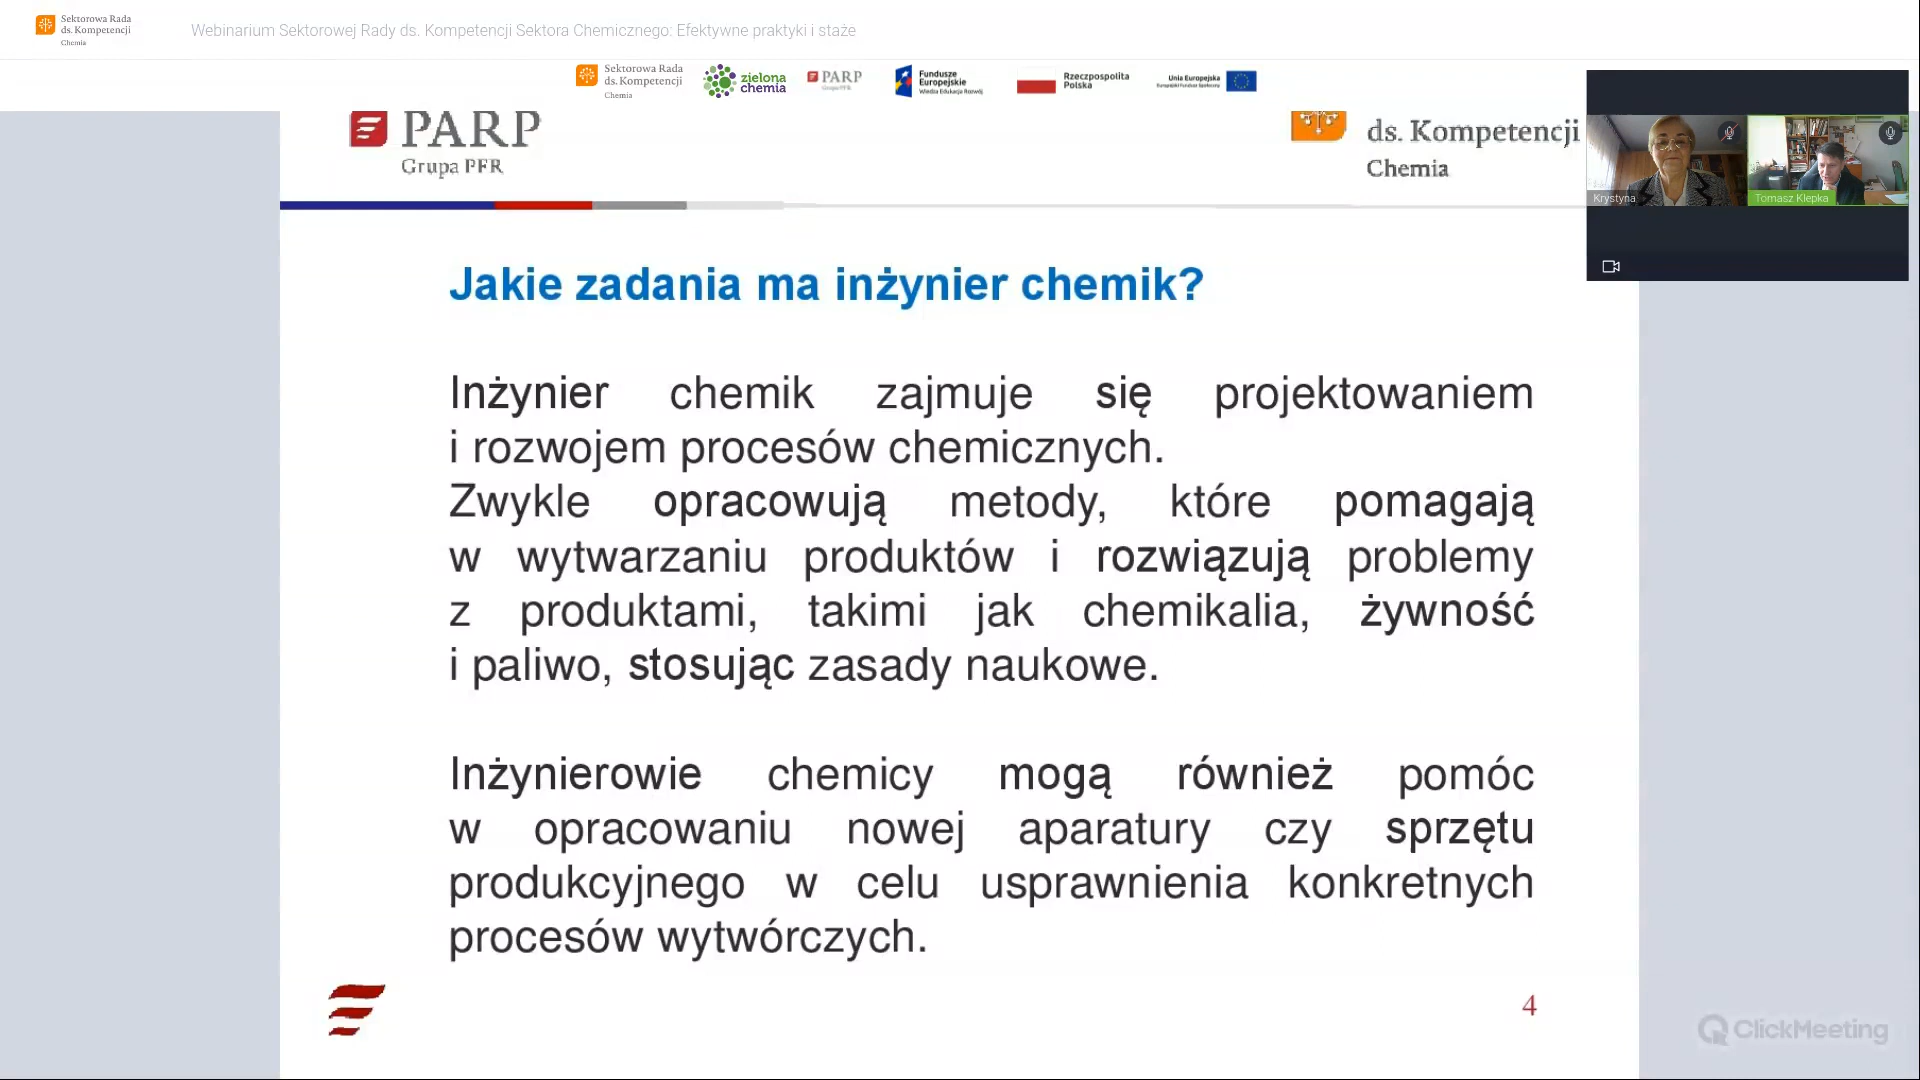 Sektorowa Rada
ds. Kompetencji
Chemia
Webinarium Sektorowej Rady ds. Kompetencji Sektora Chemicznego: Efektywne praktyki i staże
Sektorowa Rada
ds. Kompetencji
Chemia
zielona
chemia
PARP
Grupa PFR
Fundusze
Europejskie
Wiedza Edukacja Rozwój
Rzeczpospolita
Polska
Unia Europejska
Europejski Fundusz Społeczny
PARP
Grupa PFR
ds. Kompetencji
Chemia
Krystyna
Tomasz Klepka
Jakie zadania ma inżynier chemik?
Inżynier chemik zajmuje się projektowaniem
i rozwojem procesów chemicznych.
Zwykle opracowują metody, które pomagają
w wytwarzaniu produktów i rozwiązują problemy
z produktami, takimi jak chemikalia, żywność
i paliwo, stosując zasady naukowe.
Inżynierowie chemicy mogą również pomóc
w opracowaniu nowej aparatury czy sprzętu
produkcyjnego w celu usprawnienia konkretnych
procesów wytwórczych.
4
ClickMeeting